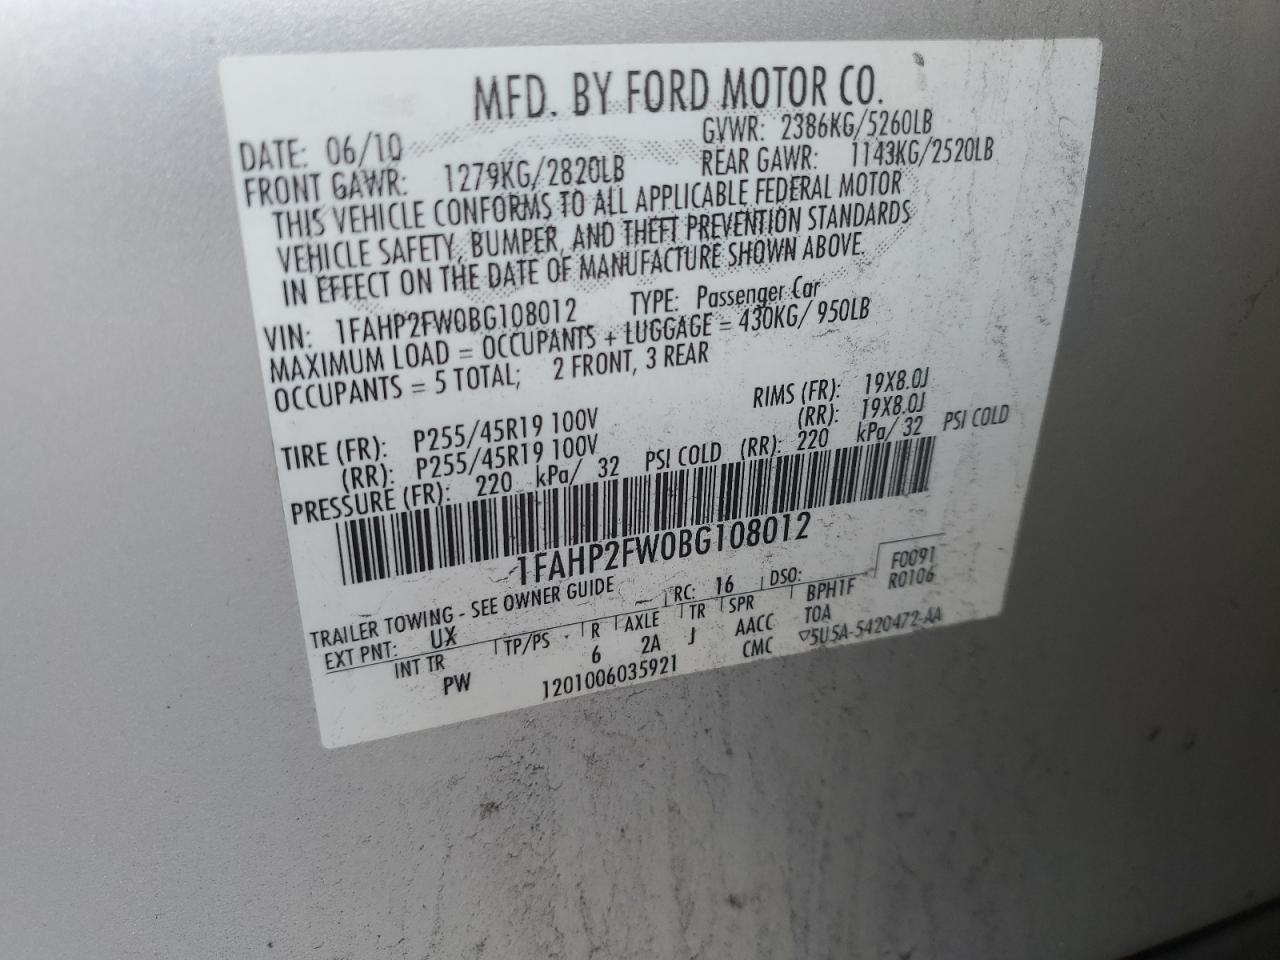 MFD. BY FORD MOTOR CO.
DATE: 06/10 GVWR: 2386KG/5260LB
FRONT GAWR: 1279KG/2820LB REAR GAWR: 1143KG/2520LB
THIS VEHICLE CONFORMS TO ALL APPLICABLE FEDERAL MOTOR
VEHICLE SAFETY, BUMPER, AND THEFT PREVENTION STANDARDS
IN EFFECT ON THE DATE OF MANUFACTURE SHOWN ABOVE.
VIN: 1FAHP2FW0BG108012 TYPE: Passenger Car
MAXIMUM LOAD = OCCUPANTS + LUGGAGE = 430KG/ 950LB
OCCUPANTS = 5 TOTAL; 2 FRONT, 3 REAR
TIRE (FR): P255/45R19 100V RIMS (FR): 19X8.0J
(RR): P255/45R19 100V (RR): 19X8.0J
PRESSURE (FR): 220 kPa/ 32 PSI COLD (RR): 220 kPa/ 32 PSI COLD
1FAHP2FW0BG108012
TRAILER TOWING - SEE OWNER GUIDE
F0091
EXT PNT: UX RC: 16 DSO: R0106
INT TR TP/PS R AXLE TR SPR BPH1F
PW 6 2A J AACC TOA
1201006035921 CMC ▽5U5A-5420472-AA